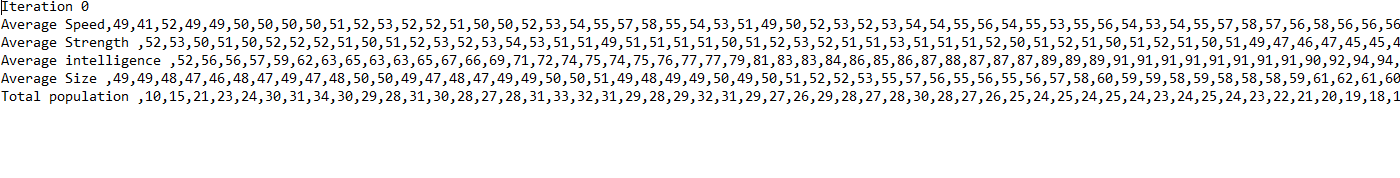 Iteration 0
Average Speed,49,41,52,49,49,50,50,50,50,51,52,53,52,52,51,50,50,52,53,54,55,57,58,55,54,53,51,49,50,52,53,52,53,54,54,55,56,54,55,53,55,56,54,53,54,55,57,58,57,56,58,56,56,56
Average Strength ,52,53,50,51,50,52,52,52,51,50,51,52,53,52,53,54,53,51,51,49,51,51,51,51,50,51,52,53,52,51,51,53,51,51,51,52,50,51,52,51,50,51,52,51,50,51,49,47,46,47,45,45,4
Average intelligence ,52,56,56,57,59,62,63,65,63,63,65,67,66,69,71,72,74,75,74,75,76,77,77,79,81,83,83,84,86,85,86,87,88,87,87,87,89,89,89,91,91,91,91,91,91,91,91,90,92,94,94,
Average Size ,49,49,48,47,46,48,47,49,47,48,50,50,49,47,48,47,49,49,50,50,51,49,48,49,49,50,49,50,51,52,52,53,55,57,56,55,56,55,56,57,58,60,59,59,58,59,58,58,58,59,61,62,61,60
Total population ,10,15,21,23,24,30,31,34,30,29,28,31,30,28,27,28,31,33,32,31,29,28,29,32,31,29,27,26,29,28,27,28,30,28,27,26,25,24,25,24,25,24,23,24,25,24,23,22,21,20,19,18,1